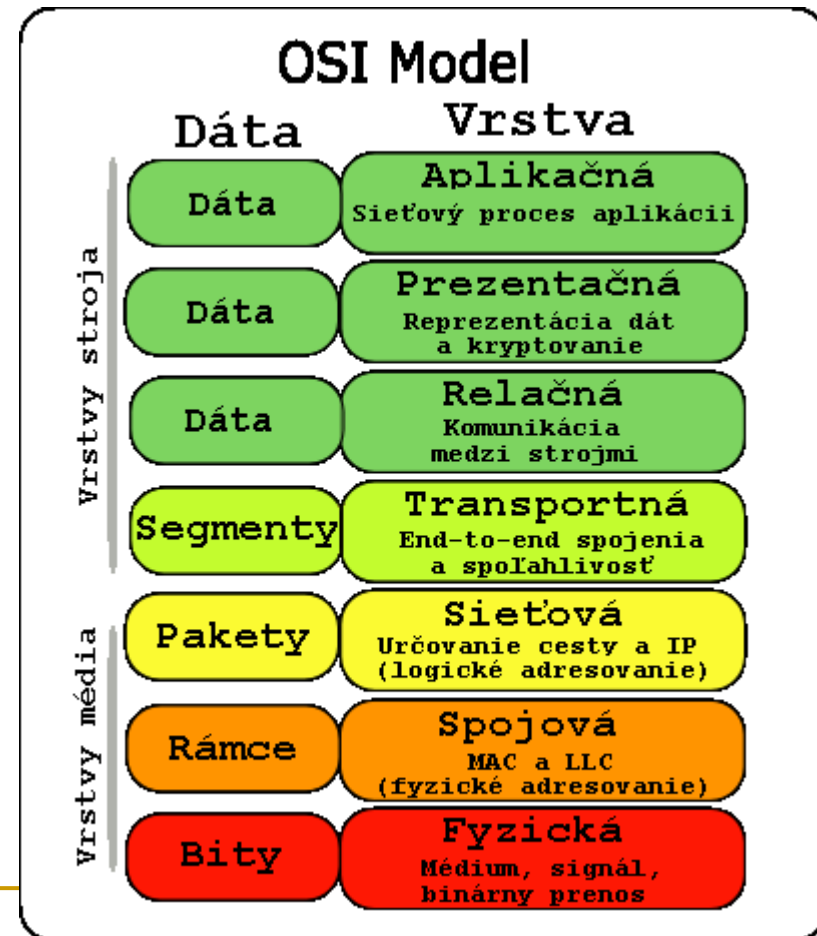 OSI Model
Dáta
Vrstva
Vrstvy stroja
Dáta
Aplikačná
Sieťový proces aplikácii
Dáta
Prezentačná
Reprezentácia dát
a kryptovanie
Dáta
Relačná
Komunikácia
medzi strojmi
Segmenty
Transportná
End-to-end spojenia
a spoľahlivosť
Vrstvy média
Pakety
Sieťová
Určovanie cesty a IP
(logické adresovanie)
Rámce
Spojová
MAC a LLC
(fyzické adresovanie)
Bity
Fyzická
Médium, signál,
binárny prenos